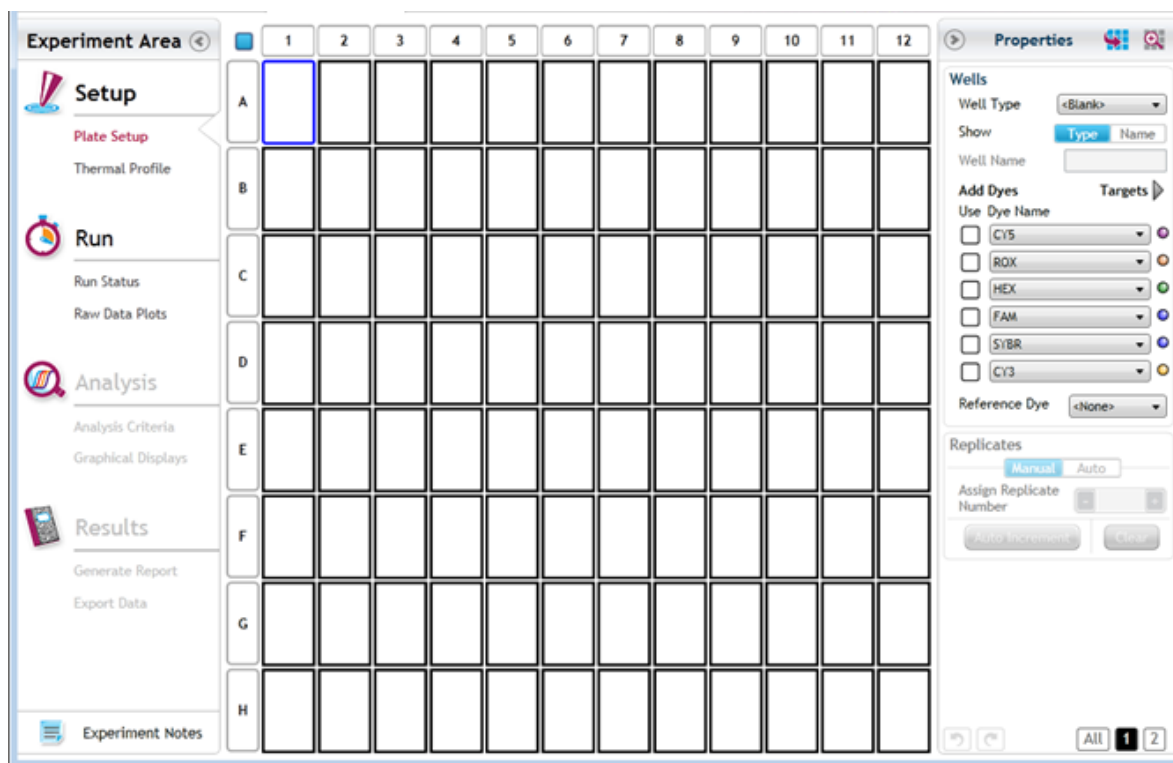 Experiment Area
Setup
Plate Setup
Thermal Profile
Run
Run Status
Raw Data Plots
Analysis
Analysis Criteria
Graphical Displays
Results
Generate Report
Export Data
Experiment Notes
1 2 3 4 5 6 7 8 9 10 11 12
A
B
C
D
E
F
G
H
Properties
Wells
Well Type <Blank>
Show Type Name
Well Name
Add Dyes Targets
Use Dye Name
CY5
ROX
HEX
FAM
SYBR
CY3
Reference Dye <None>
Replicates
Manual Auto
Assign Replicate
Number - +
Auto Increment Clear
All 1 2